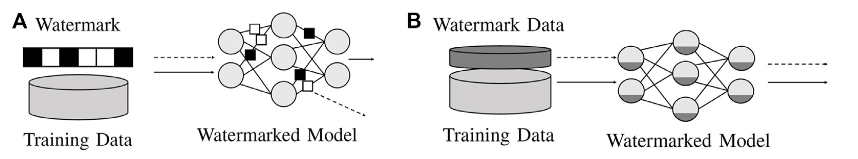 A Watermark
Training Data
Watermarked Model
B Watermark Data
Training Data
Watermarked Model